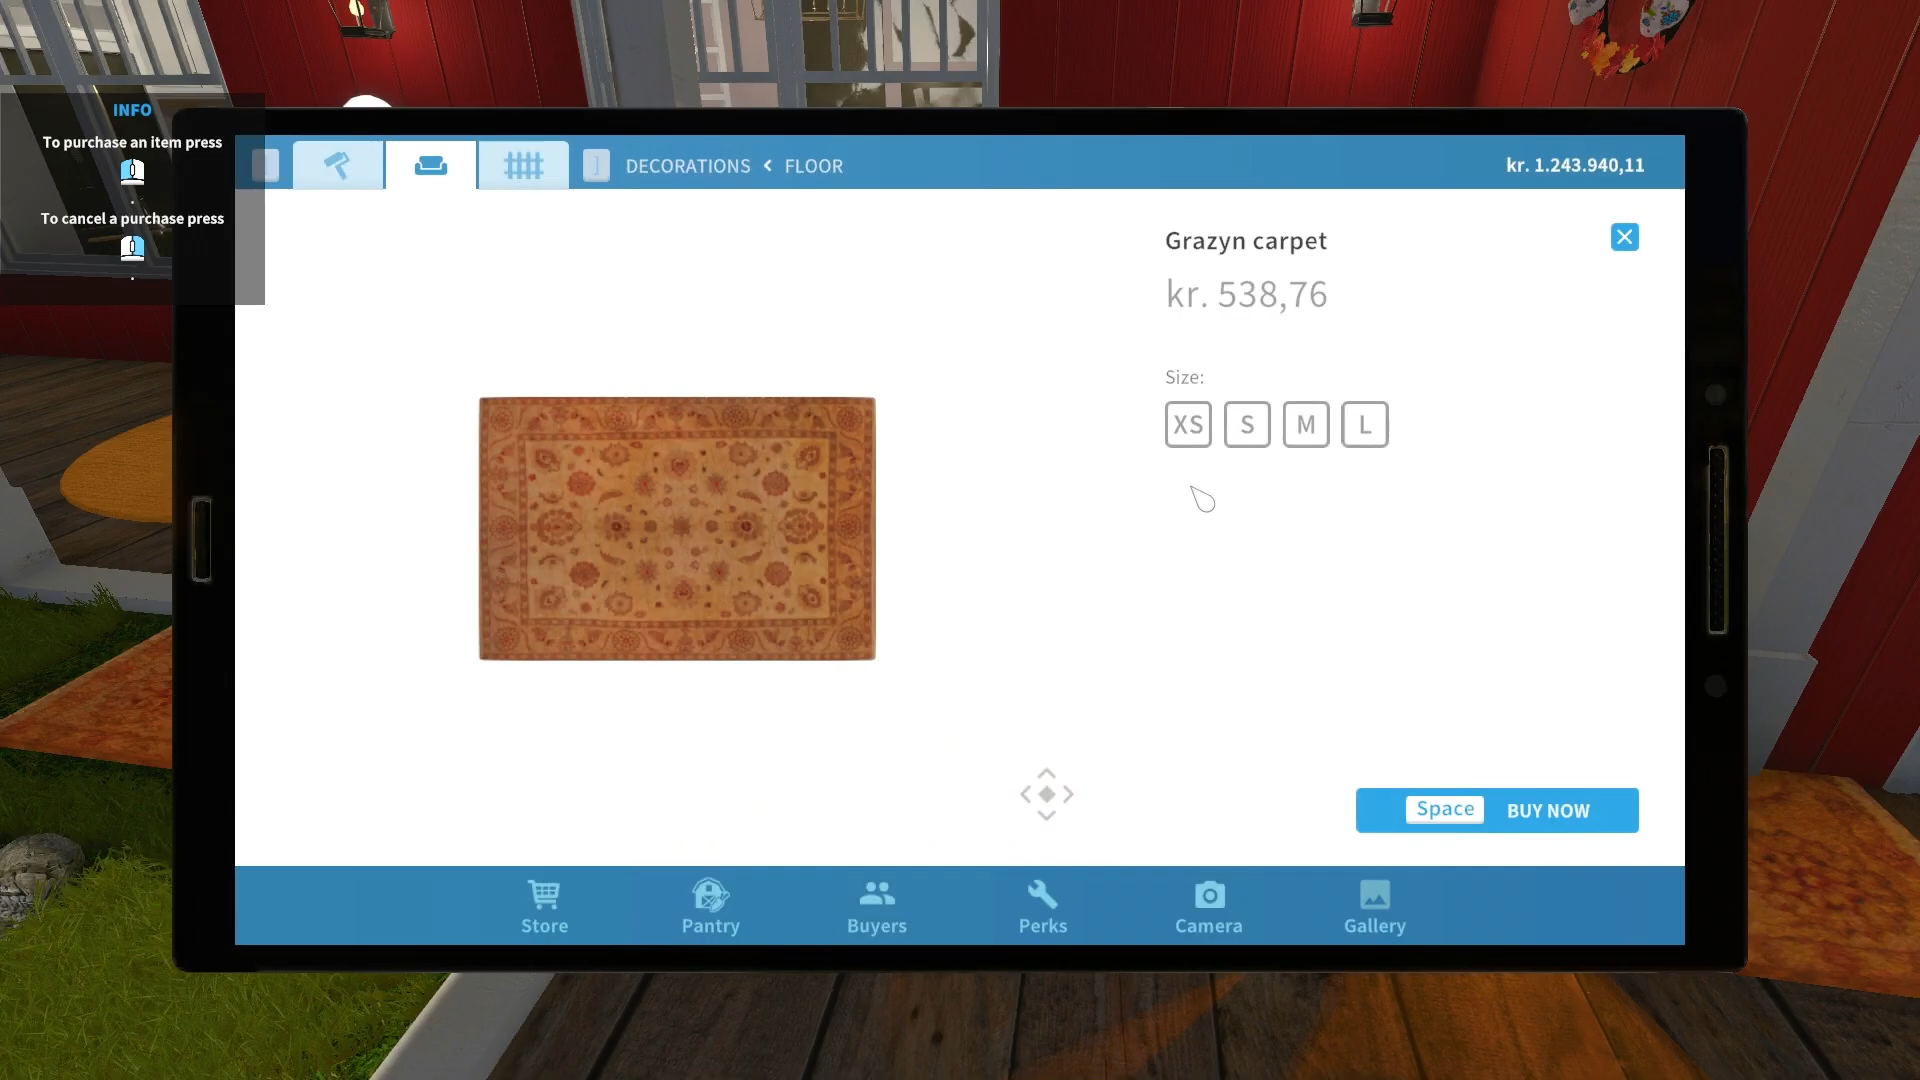 INFO
To purchase an item press
.
To cancel a purchase press
.
[
]
DECORATIONS < FLOOR
kr. 1.243.940,11
Grazyn carpet
kr. 538,76
Size:
XS S M L
Space BUY NOW
Store Pantry Buyers Perks Camera Gallery